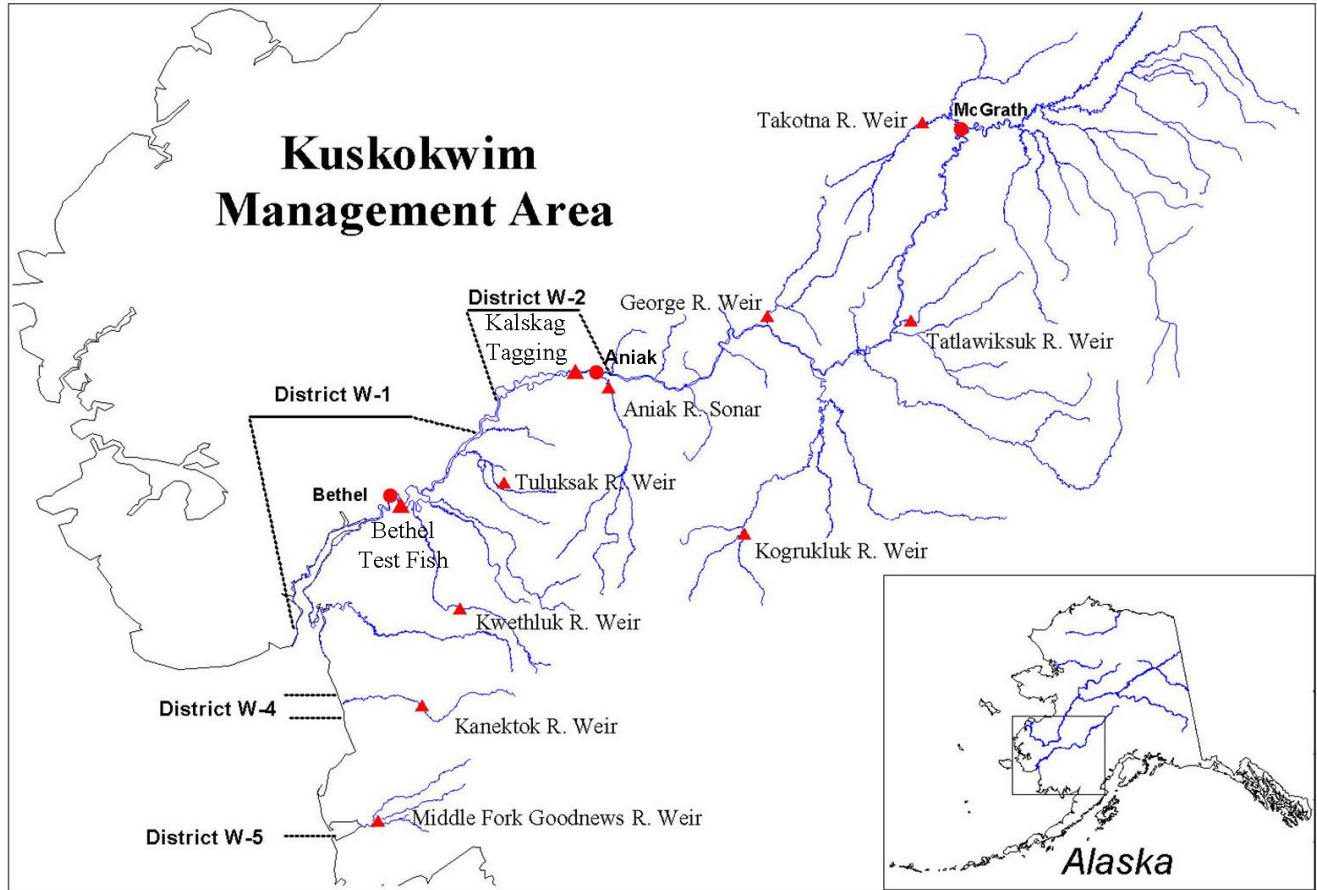 Kuskokwim
Management Area
McGrath
Takotna R. Weir
District W-2
Kalskag
Tagging
George R. Weir
Tatlawiksuk R. Weir
Aniak
District W-1
Aniak R. Sonar
Tuluksak R. Weir
Bethel
Bethel
Test Fish
Kogrukluk R. Weir
Kwethluk R. Weir
District W-4
Kanektok R. Weir
Middle Fork Goodnews R. Weir
District W-5
Alaska